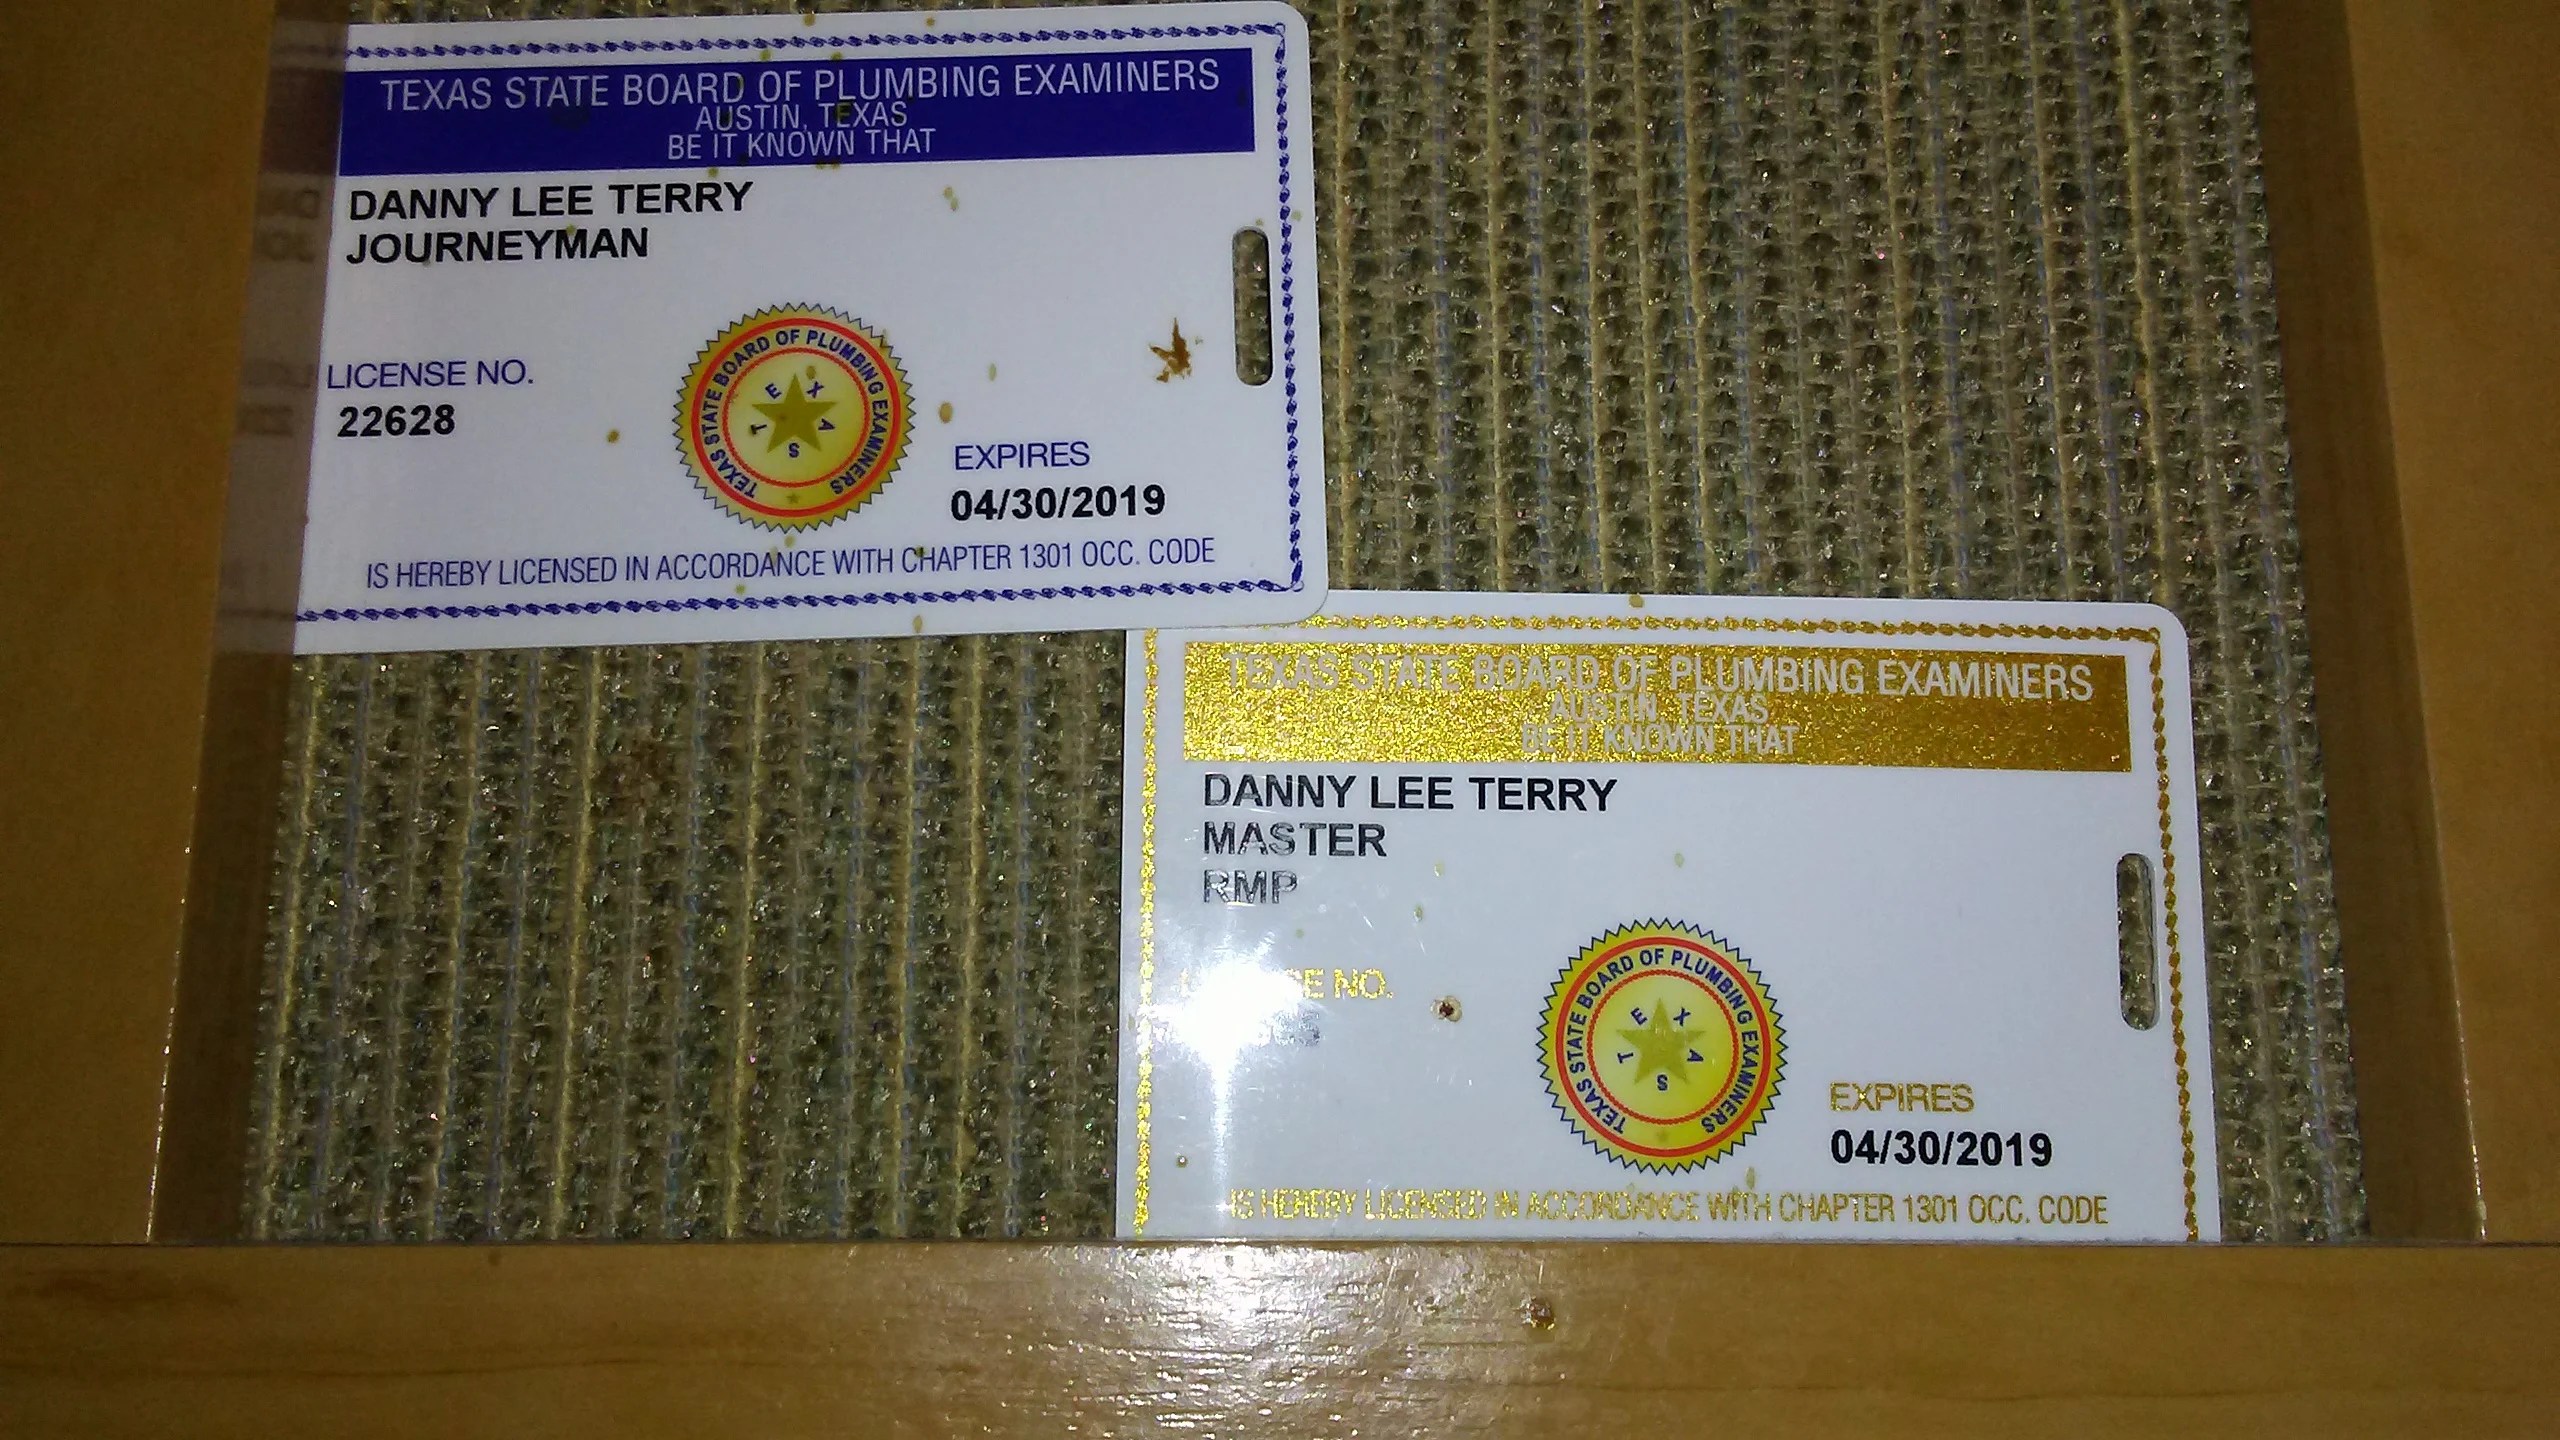 TEXAS STATE BOARD OF PLUMBING EXAMINERS
AUSTIN, TEXAS
BE IT KNOWN THAT
DANNY LEE TERRY
JOURNEYMAN
LICENSE NO.
22628
TEXAS STATE BOARD OF PLUMBING EXAMINERS
TEXAS
EXPIRES
04/30/2019
IS HEREBY LICENSED IN ACCORDANCE WITH CHAPTER 1301 OCC. CODE
TEXAS STATE BOARD OF PLUMBING EXAMINERS
AUSTIN, TEXAS
BE IT KNOWN THAT
DANNY LEE TERRY
MASTER
RMP
NO.
TEXAS STATE BOARD OF PLUMBING EXAMINERS
TEXAS
EXPIRES
04/30/2019
IS HEREBY LICENSED IN ACCORDANCE WITH CHAPTER 1301 OCC. CODE